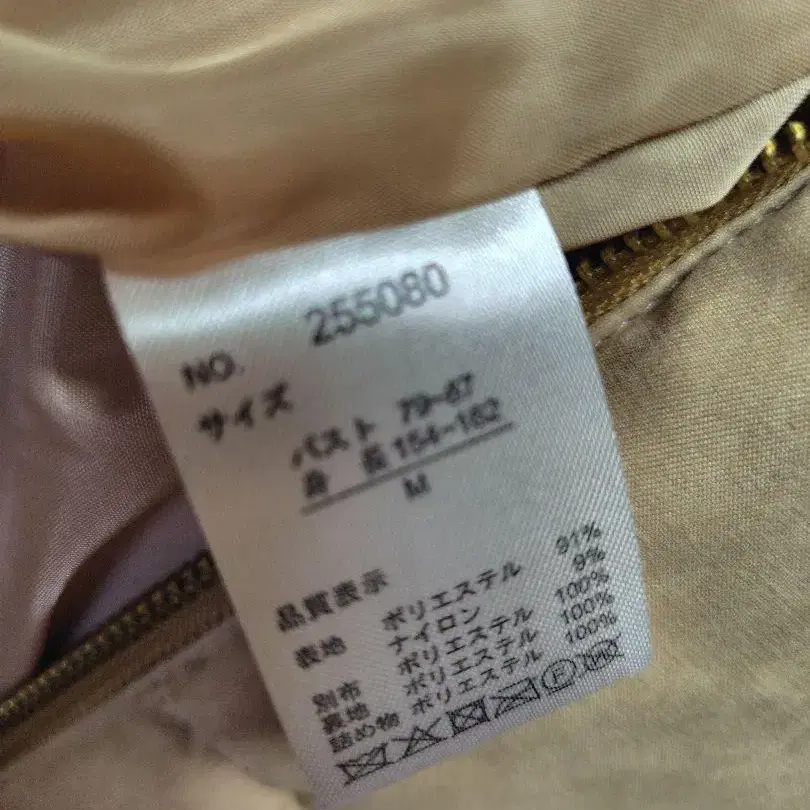 NO. 255080
サイズ
バスト 79-87
身 長 154-162
M
品質表示
表地 ポリエステル 91%
ナイロン 9%
別布 ポリエステル 100%
裏地 ポリエステル 100%
詰め物 ポリエステル 100%